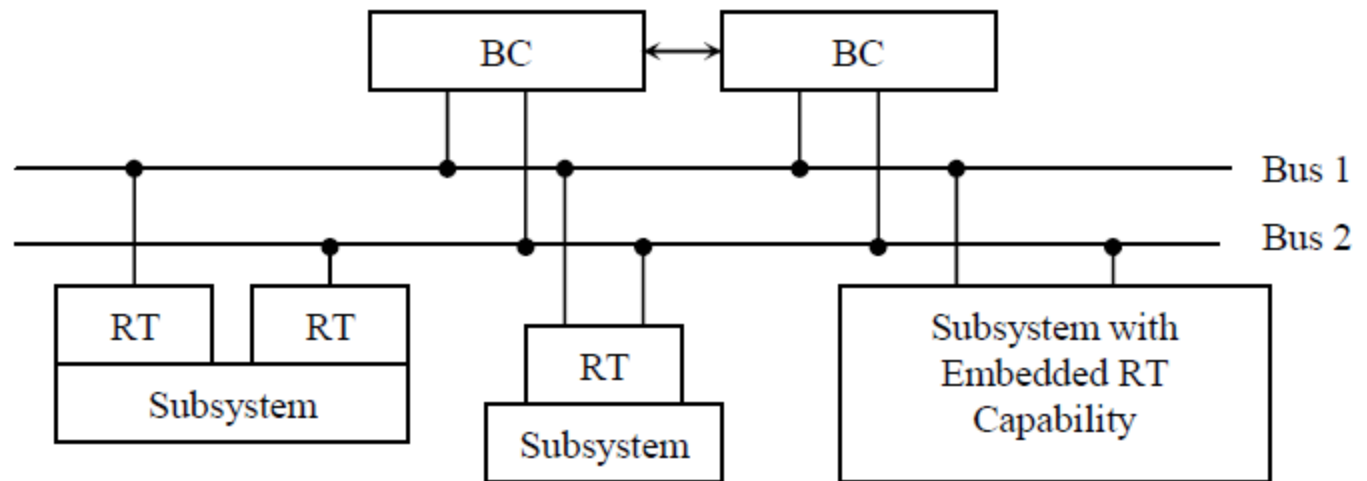 BC
BC
Bus 1
Bus 2
RT
RT
Subsystem
RT
Subsystem
Subsystem with
Embedded RT
Capability